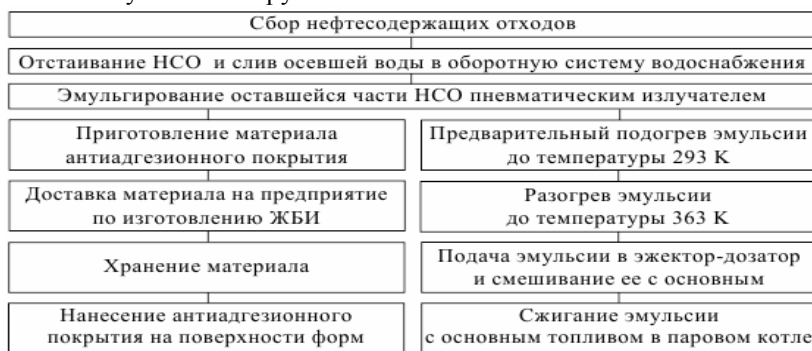 Сбор нефтесодержащих отходов
Отстаивание НСО и слив осевшей воды в оборотную систему водоснабжения
Эмульгирование оставшейся части НСО пневматическим излучателем
Приготовление материала
антиадгезионного покрытия
Предварительный подогрев эмульсии
до температуры 293 K
Доставка материала на предприятие
по изготовлению ЖБИ
Разогрев эмульсии
до температуры 363 K
Хранение материала
Подача эмульсии в эжектор-дозатор
и смешивание ее с основным
Нанесение антиадгезионного
покрытия на поверхности форм
Сжигание эмульсии
с основным топливом в паровом котле